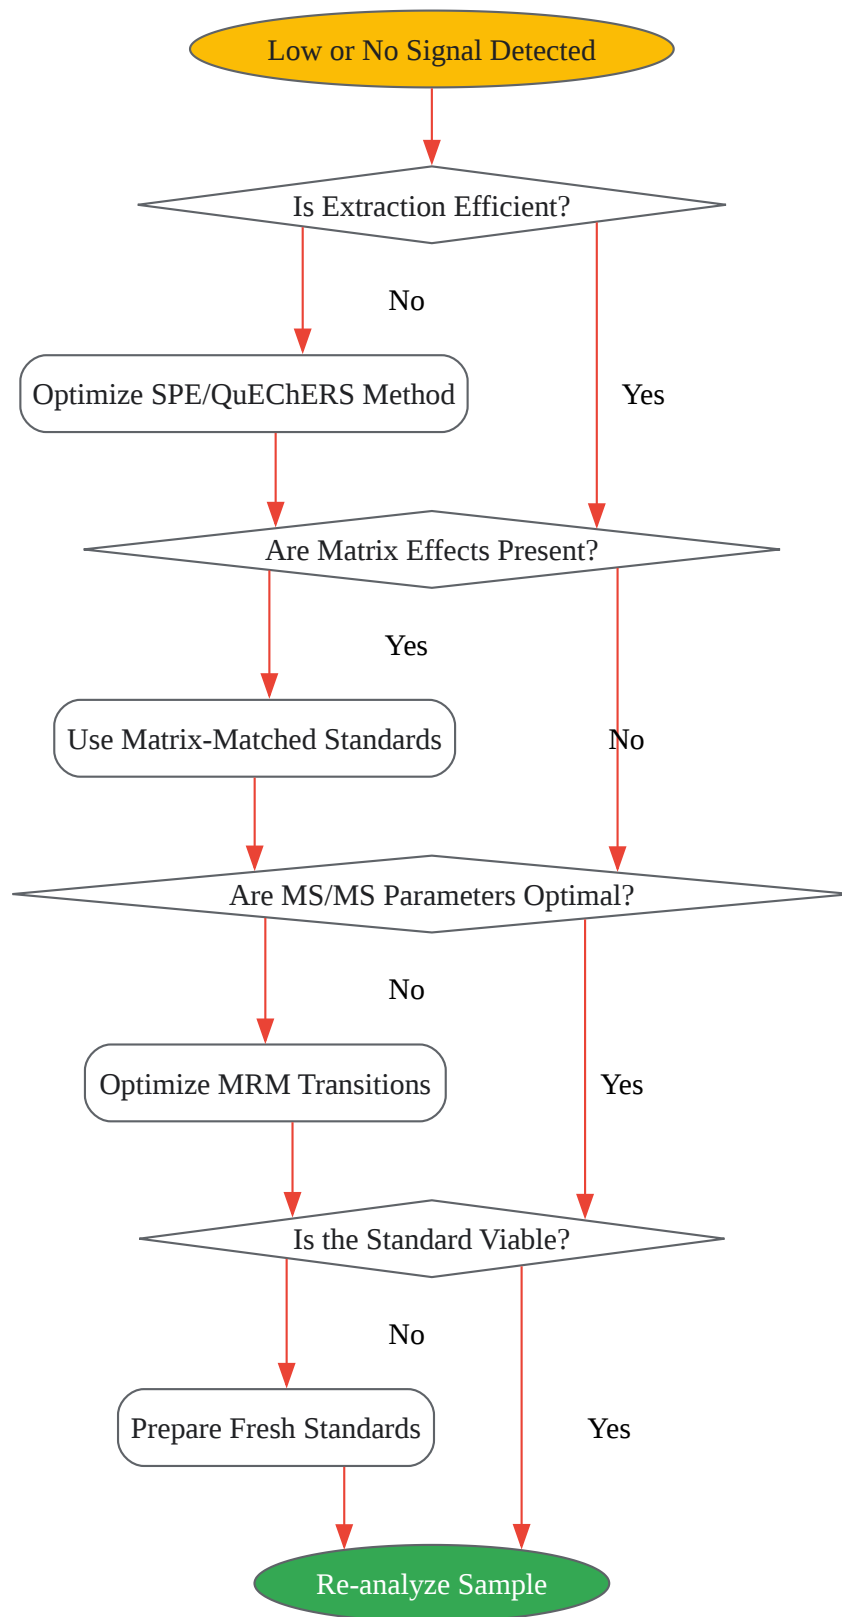 Low or No Signal Detected
Is Extraction Efficient?
No
Optimize SPE/QuEChERS Method
Yes
Are Matrix Effects Present?
Yes
Use Matrix-Matched Standards
No
Are MS/MS Parameters Optimal?
No
Optimize MRM Transitions
Yes
Is the Standard Viable?
No
Prepare Fresh Standards
Yes
Re-analyze Sample